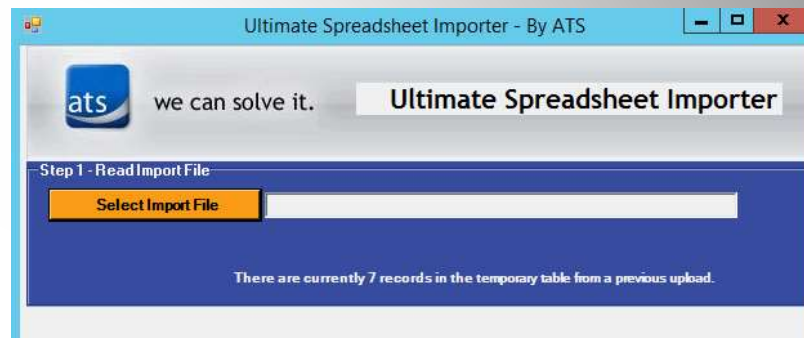 Ultimate Spreadsheet Importer - By ATS
ats we can solve it. Ultimate Spreadsheet Importer
Step 1 - Read Import File
Select Import File
There are currently 7 records in the temporary table from a previous upload.